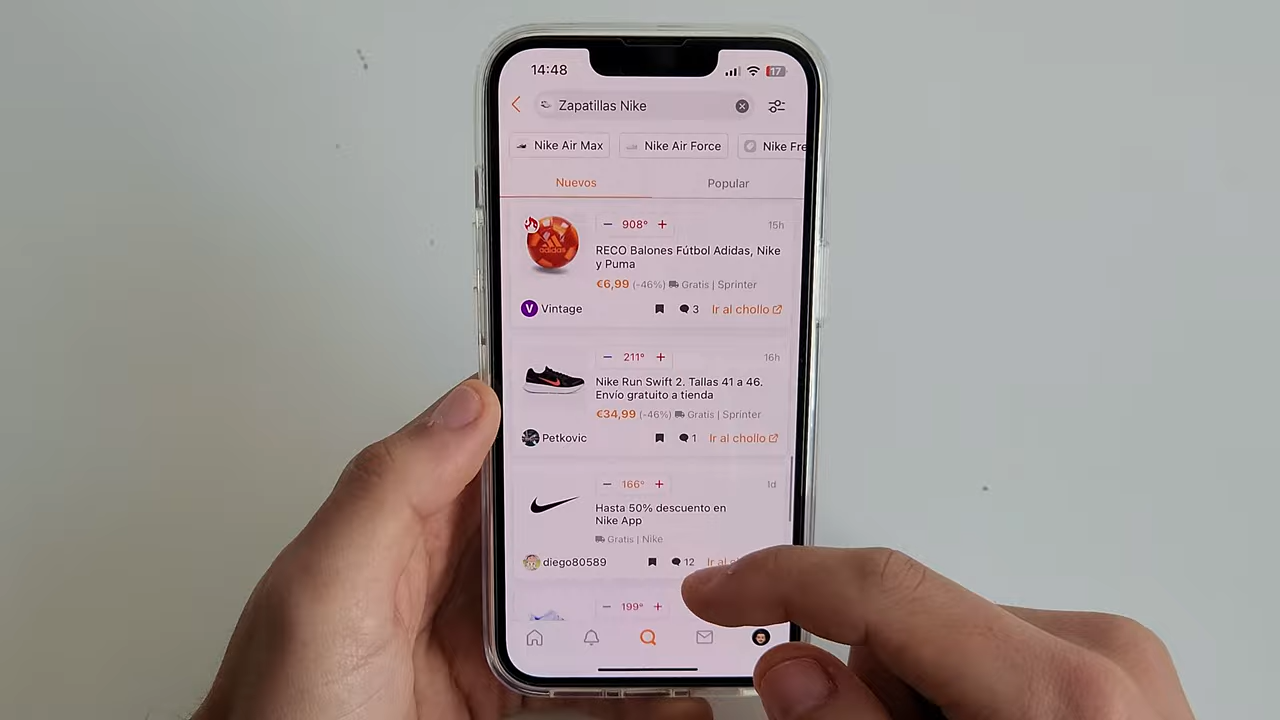 14:48
17
Zapatillas Nike
Nike Air Max
Nike Air Force
Nike Fre
Nuevos
Popular
908°
15h
adidas
RECO Balones Fútbol Adidas, Nike
y Puma
€6,99 (-46%) Gratis | Sprinter
V Vintage
3
Ir al chollo
211°
16h
Nike Run Swift 2. Tallas 41 a 46.
Envío gratuito a tienda
€34,99 (-46%) Gratis | Sprinter
Petkovic
1
Ir al chollo
166°
1d
Hasta 50% descuento en
Nike App
Gratis | Nike
diego80589
12
Ir al
199°